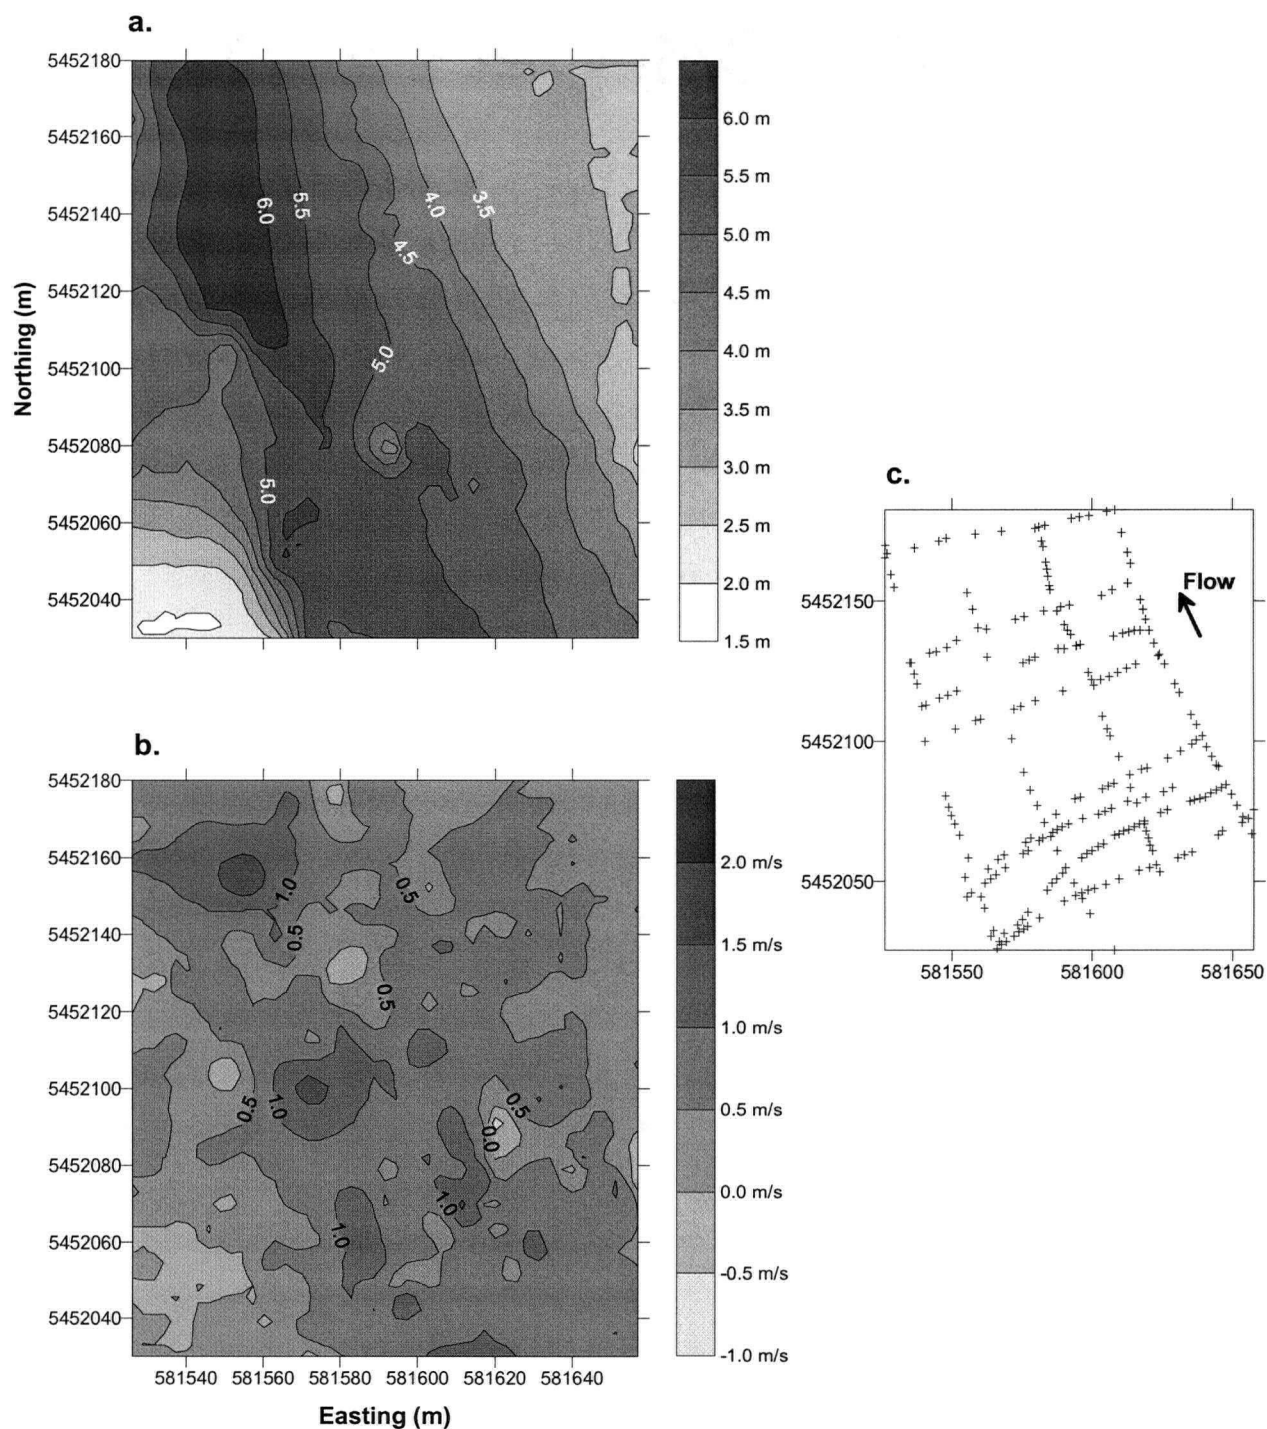 a.
5452180
5452160
5452140
5452120
5452100
5452080
5452060
5452040
Northing (m)
6.0
5.5
4.0
3.5
4.5
5.0
5.0
6.0 m
5.5 m
5.0 m
4.5 m
4.0 m
3.5 m
3.0 m
2.5 m
2.0 m
1.5 m
b.
5452180
5452160
5452140
5452120
5452100
5452080
5452060
5452040
1.0
0.5
0.5
0.5
0.5
1.0
0.5
0.0
1.0
1.0
2.0 m/s
1.5 m/s
1.0 m/s
0.5 m/s
0.0 m/s
-0.5 m/s
-1.0 m/s
581540 581560 581580 581600 581620 581640
Easting (m)
c.
Flow
5452150
5452100
5452050
581550 581600 581650